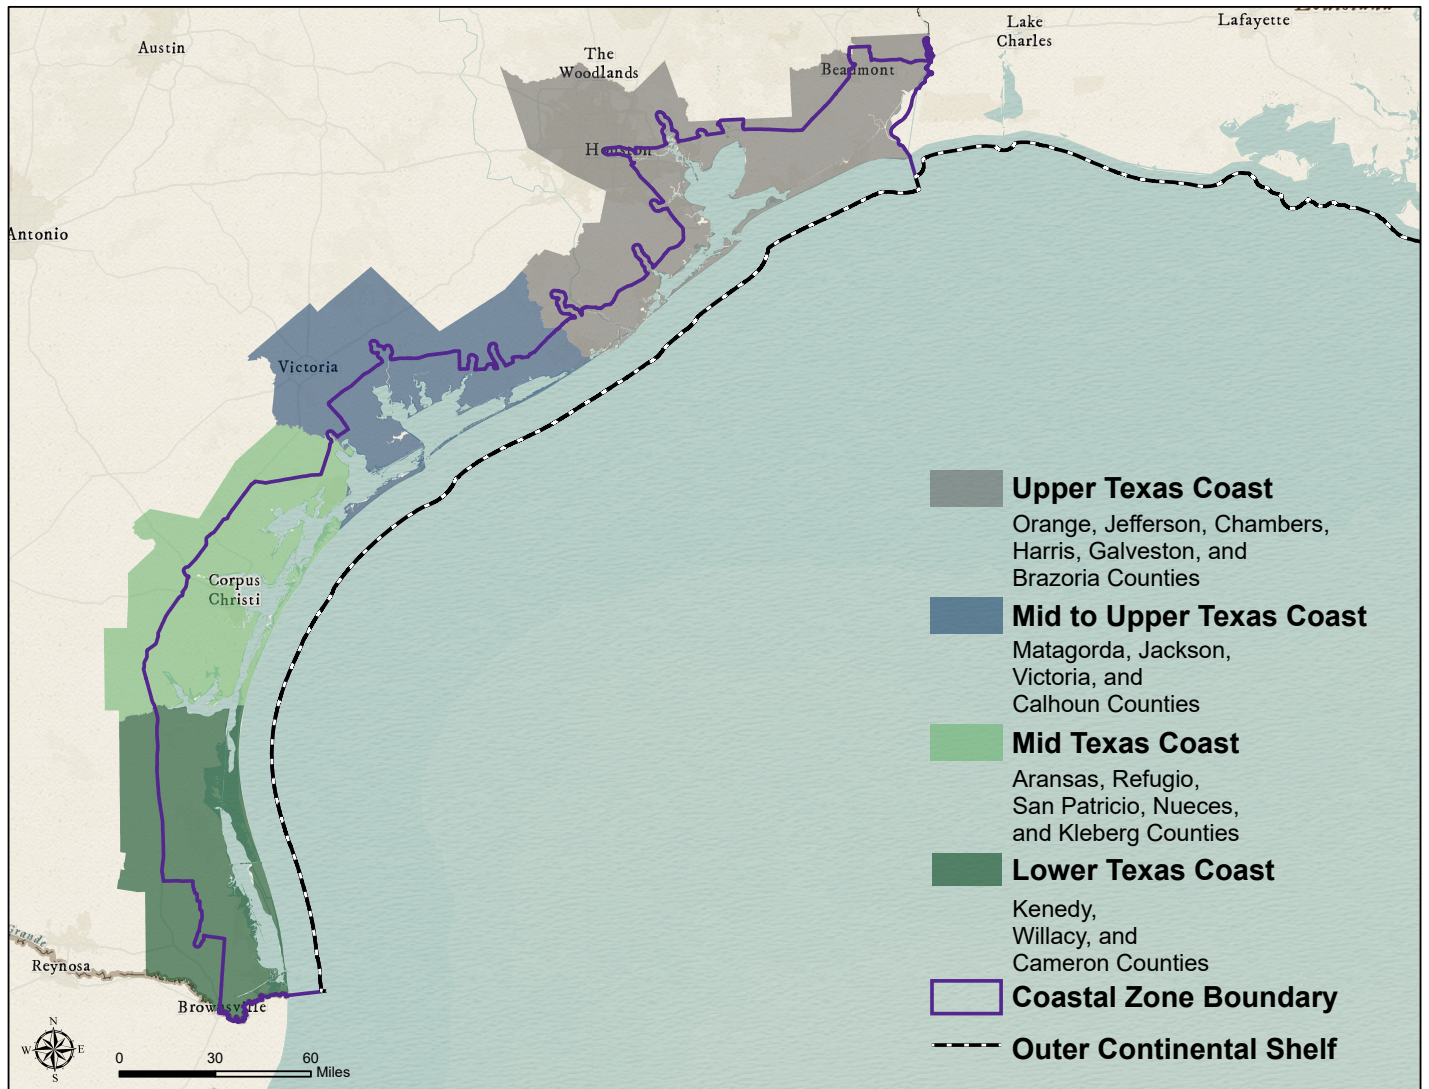 Louisiana
Lake
Charles
Lafayette
Austin
The
Woodlands
Beaumont
Houston
Antonio
Victoria
Corpus
Christi
Grande
Reynosa
Brownsville
N
W E
S
0 30 60
Miles
Upper Texas Coast
Orange, Jefferson, Chambers,
Harris, Galveston, and
Brazoria Counties
Mid to Upper Texas Coast
Matagorda, Jackson,
Victoria, and
Calhoun Counties
Mid Texas Coast
Aransas, Refugio,
San Patricio, Nueces,
and Kleberg Counties
Lower Texas Coast
Kenedy,
Willacy, and
Cameron Counties
Coastal Zone Boundary
Outer Continental Shelf